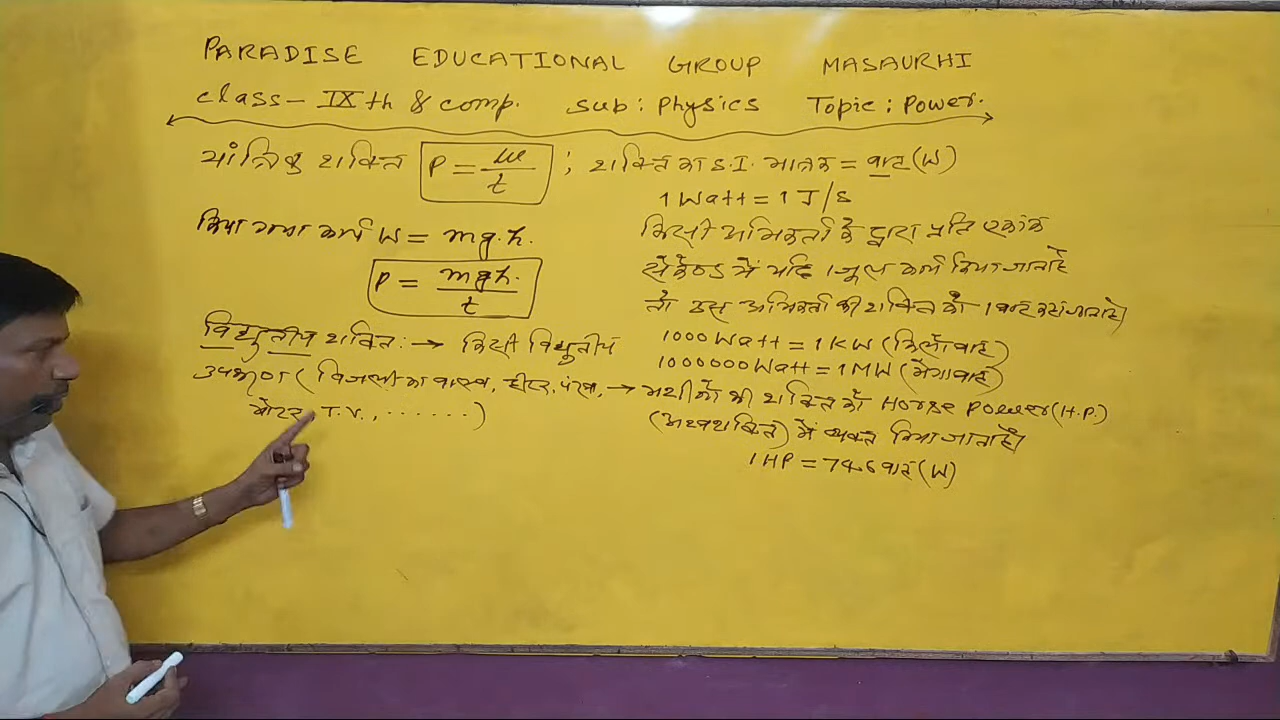 PARADISE EDUCATIONAL GROUP MASAURHI
class - IX th & comp. Sub : Physics Topic : Power.
यांत्रिक शक्ति P = w/t ; शक्ति का S.I. मात्रक = वाट (W)
1 Watt = 1 J/S
किया गया कार्य W = mg.h.
P = mgh./t
किसी अभिकर्ता के द्वारा प्रति एकांक
सेकेण्ड में यदि 1 जूल कार्य किया जाता है
तो उस अभिकर्ता की शक्ति को 1 वाट कहा जाता है।
1000 Watt = 1 KW (किलोवाट)
1000000 Watt = 1 MW (मेगावाट)
→ मशीनों की शक्ति को Horse Power (H.P.)
(अश्वशक्ति) में व्यक्त किया जाता है।
1 HP = 746 वाट (W)
विद्युतीय शक्ति : → किसी विद्युतीय
उपकरण (बिजली का बल्ब, हीटर, पंखा,
मोटर, T.V., .......)